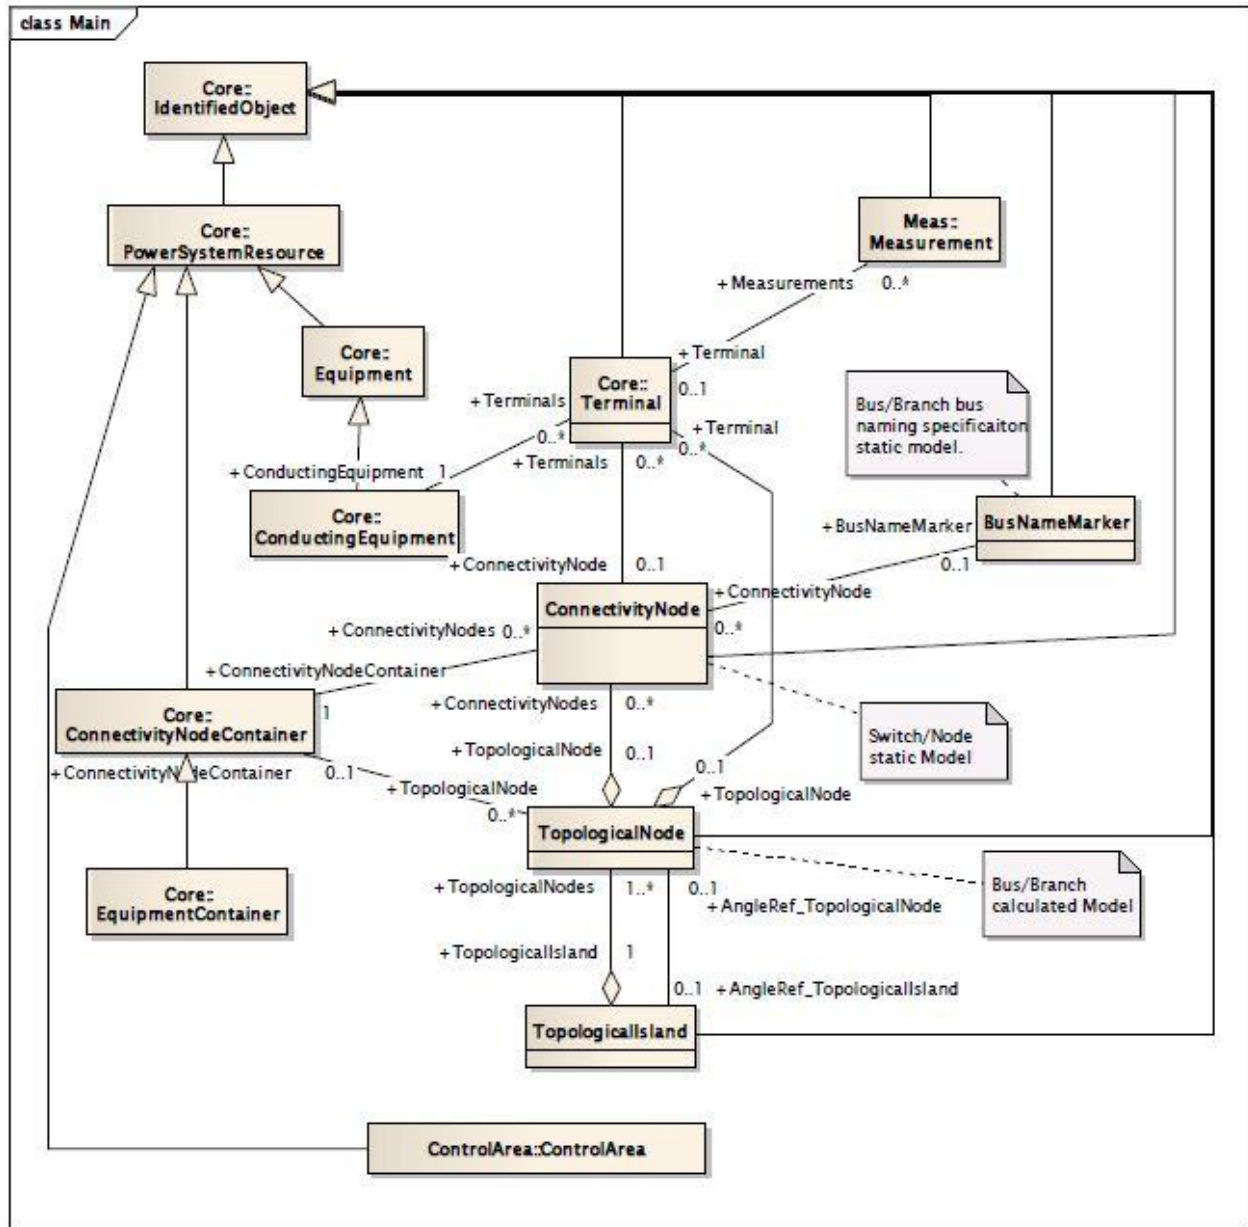 class Main
Core::
IdentifiedObject
Core::
PowerSystemResource
Meas::
Measurement
+Measurements 0..*
Core::
Equipment
+Terminal
0..1
Core::
Terminal
+Terminals
0..*
+Terminal
0..*
Bus/Branch bus
naming specificaiton
static model.
+Terminals 0..*
+ConductingEquipment 1
Core::
ConductingEquipment
BusNameMarker
+BusNameMarker
0..1
+ConnectivityNode 0..1
ConnectivityNode
+ConnectivityNode
0..*
+ConnectivityNodes 0..*
+ConnectivityNodeContainer
1
Core::
ConnectivityNodeContainer
+ConnectivityNodes 0..*
Switch/Node
static Model
+TopologicalNode 0..1
+ConnectivityNodeContainer 0..1
+TopologicalNode
0..*
0..1
+TopologicalNode
TopologicalNode
Core::
EquipmentContainer
+TopologicalNodes 1..*
0..1
+AngleRef_TopologicalNode
Bus/Branch
calculated Model
+TopologicalIsland 1
0..1 +AngleRef_TopologicalIsland
TopologicalIsland
ControlArea::ControlArea